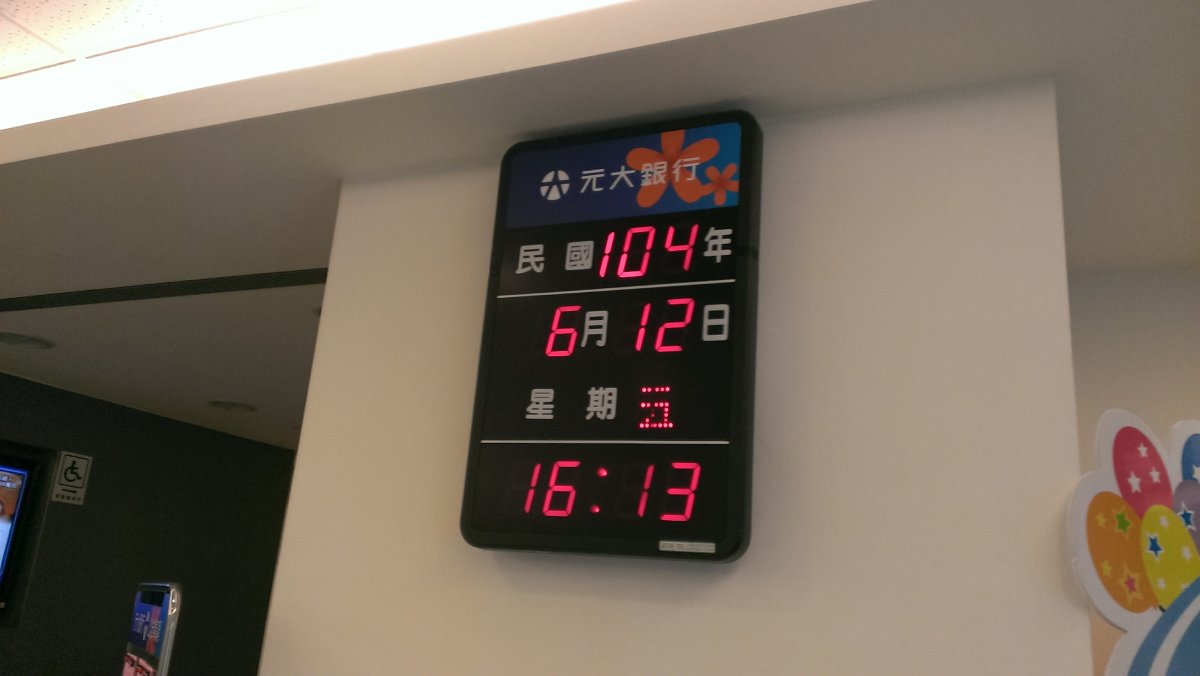 元大銀行
民國104年
6月12日
星期五
16:13